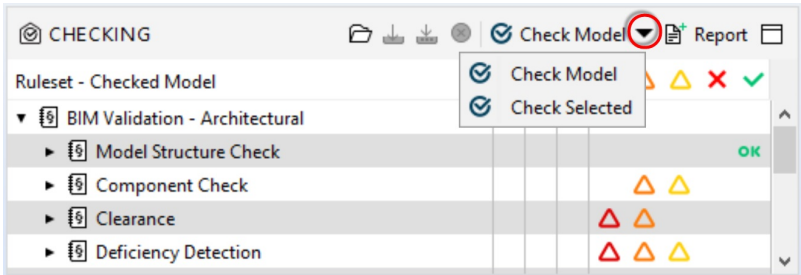 CHECKING Check Model Report
Ruleset - Checked Model
Check Model
Check Selected
§ BIM Validation - Architectural
§ Model Structure Check OK
§ Component Check
§ Clearance
§ Deficiency Detection